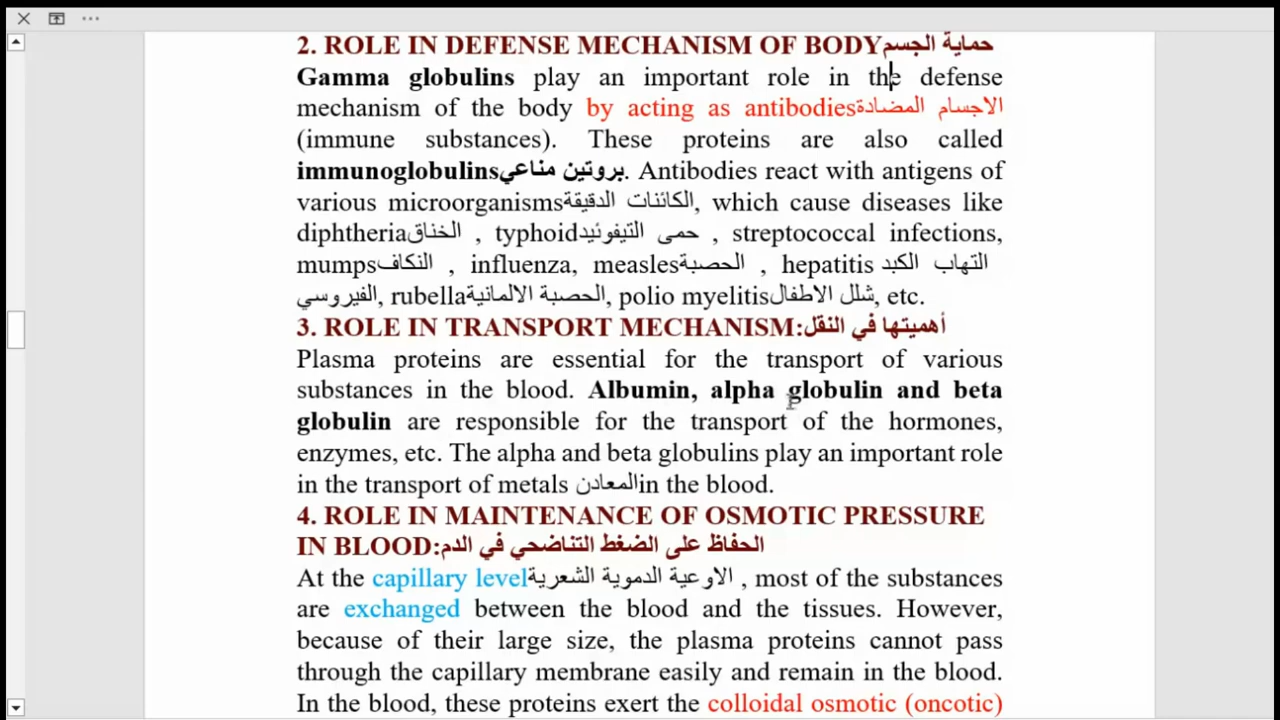 2. ROLE IN DEFENSE MECHANISM OF BODYحماية الجسم
Gamma globulins play an important role in the defense
mechanism of the body by acting as antibodiesالاجسام المضادة
(immune substances). These proteins are also called
immunoglobulinsبروتين مناعي. Antibodies react with antigens of
various microorganismsالكائنات الدقيقة, which cause diseases like
diphtheriaالخناق , typhoidحمى التيفوئيد , streptococcal infections,
mumpsالنكاف , influenza, measlesالحصبة , hepatitis التهاب الكبد
الفيروسي, rubellaالحصبة الالمانية, polio myelitisشلل الاطفال, etc.
3. ROLE IN TRANSPORT MECHANISM:أهميتها في النقل
Plasma proteins are essential for the transport of various
substances in the blood. Albumin, alpha globulin and beta
globulin are responsible for the transport of the hormones,
enzymes, etc. The alpha and beta globulins play an important role
in the transport of metals المعادنin the blood.
4. ROLE IN MAINTENANCE OF OSMOTIC PRESSURE
IN BLOOD:الحفاظ على الضغط التناضحي في الدم
At the capillary levelالاوعية الدموية الشعرية , most of the substances
are exchanged between the blood and the tissues. However,
because of their large size, the plasma proteins cannot pass
through the capillary membrane easily and remain in the blood.
In the blood, these proteins exert the colloidal osmotic (oncotic)